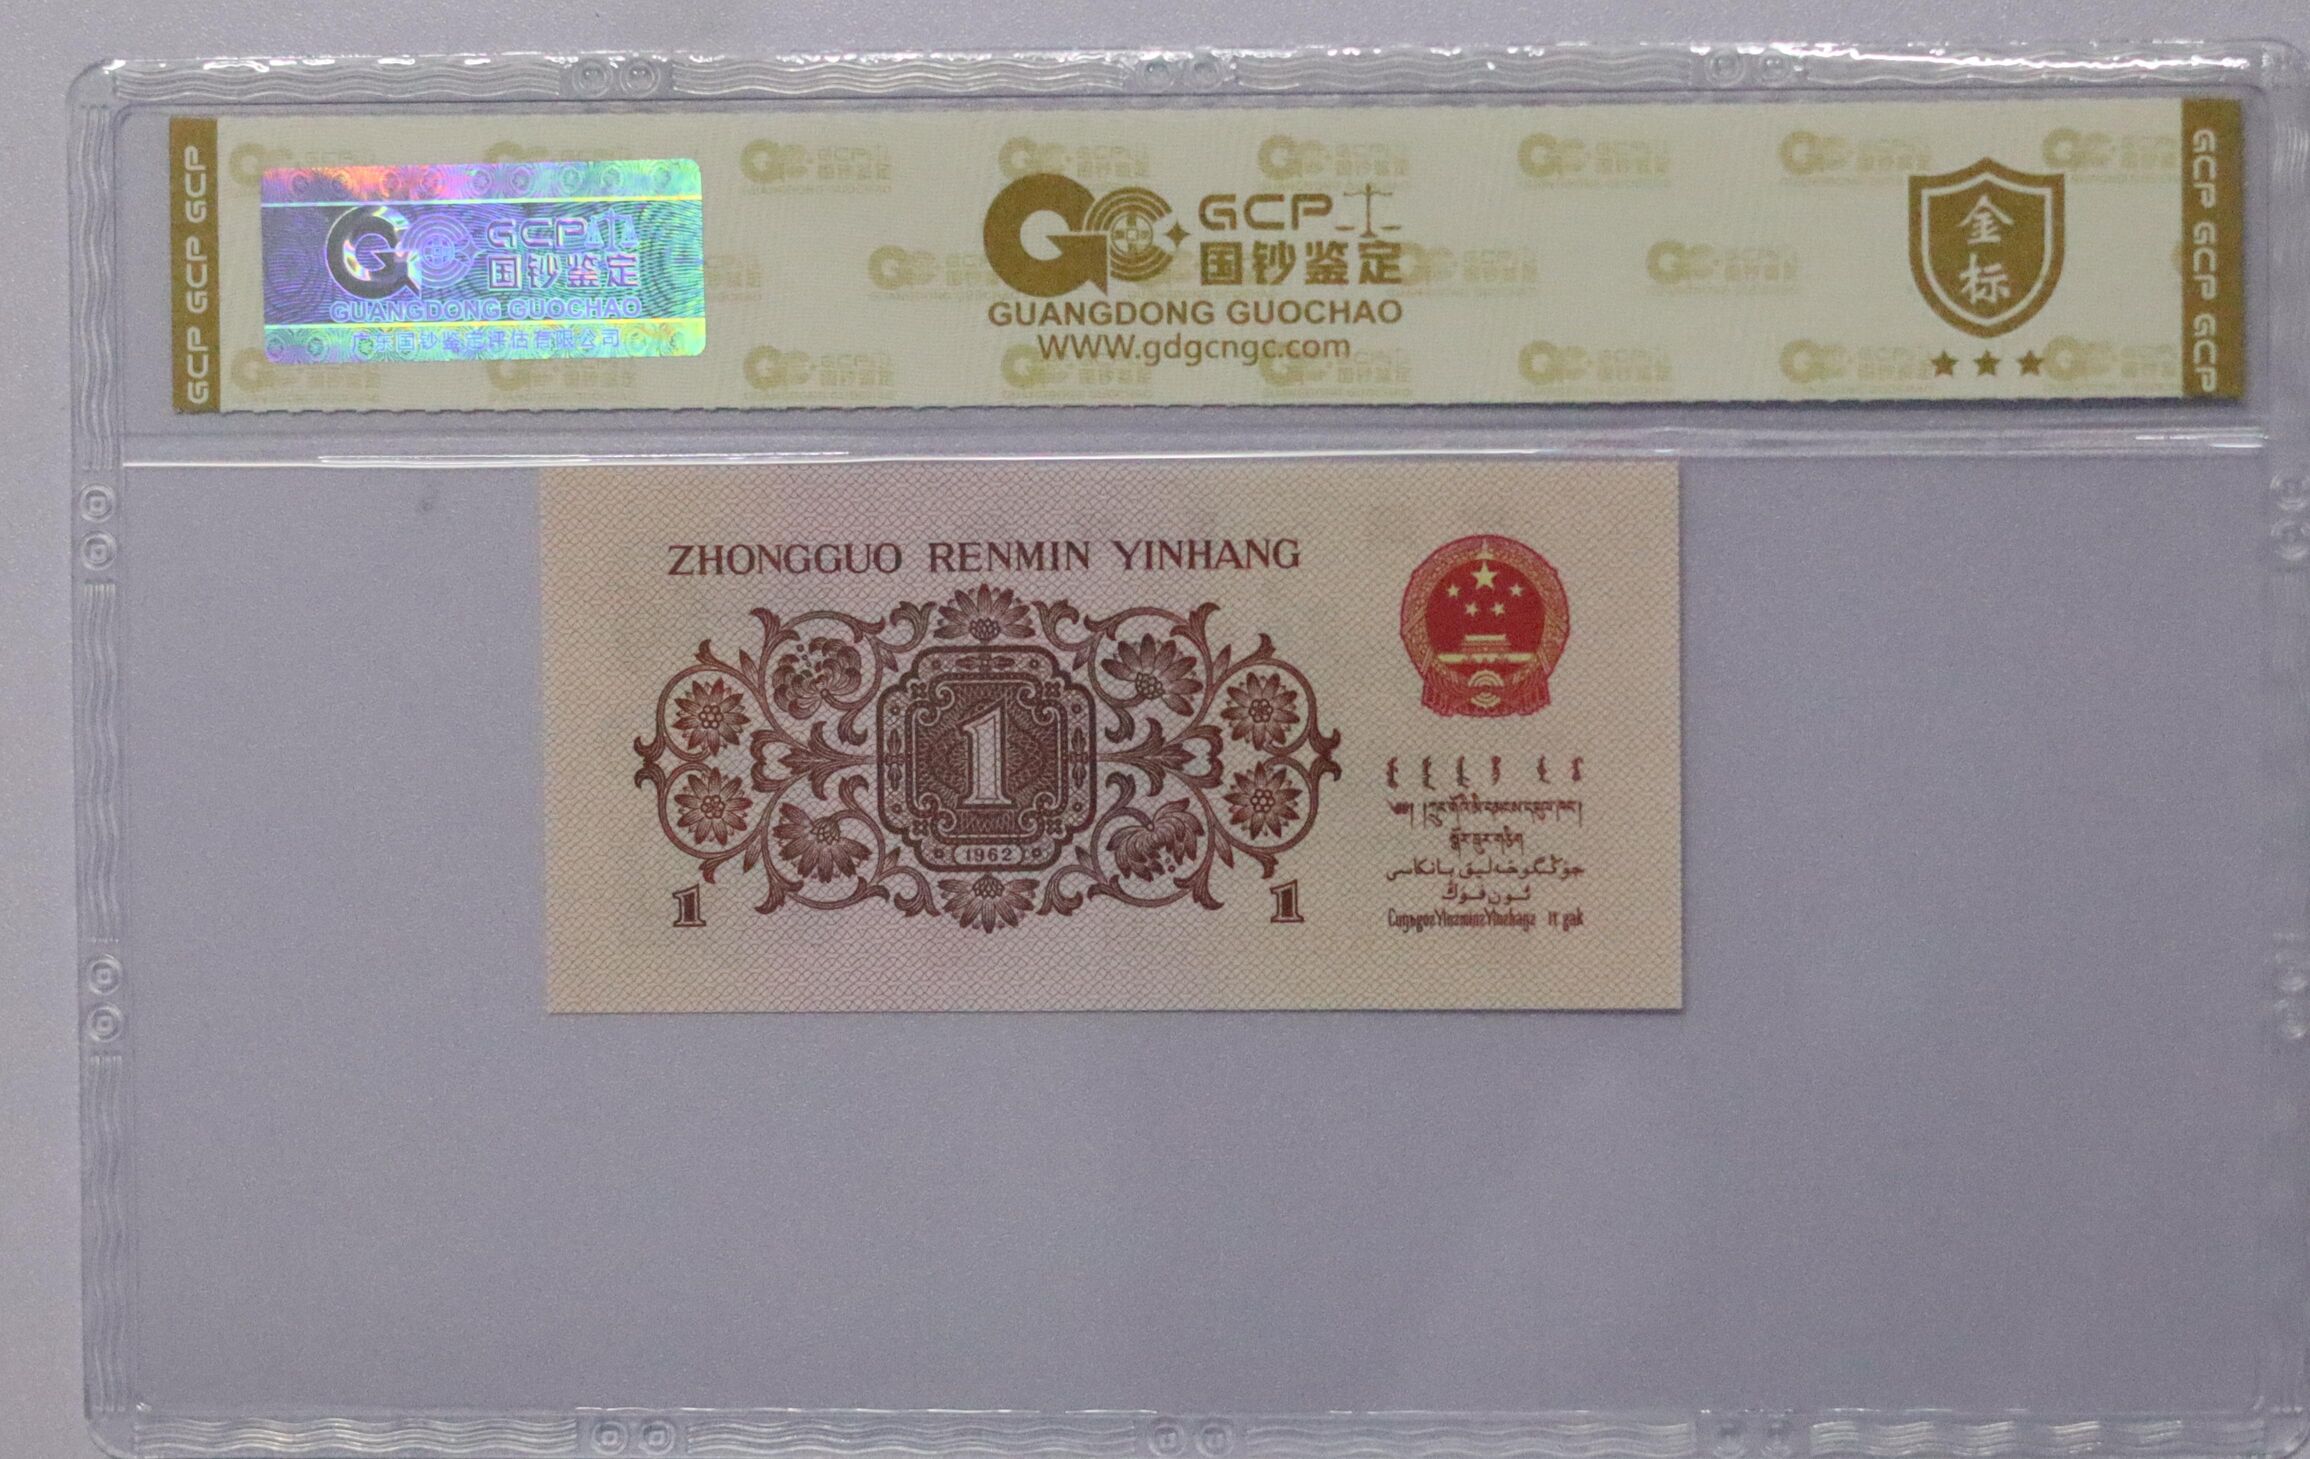 GCP GCP GCP
GCP
国钞鉴定
GUANGDONG GUOCHAO
广东国钞鉴定评估有限公司
GCP
国钞鉴定
GUANGDONG GUOCHAO
www.gdgcngc.com
金
标
GCP GCP GCP
ZHONGGUO RENMIN YINHANG
1
1962
1
1